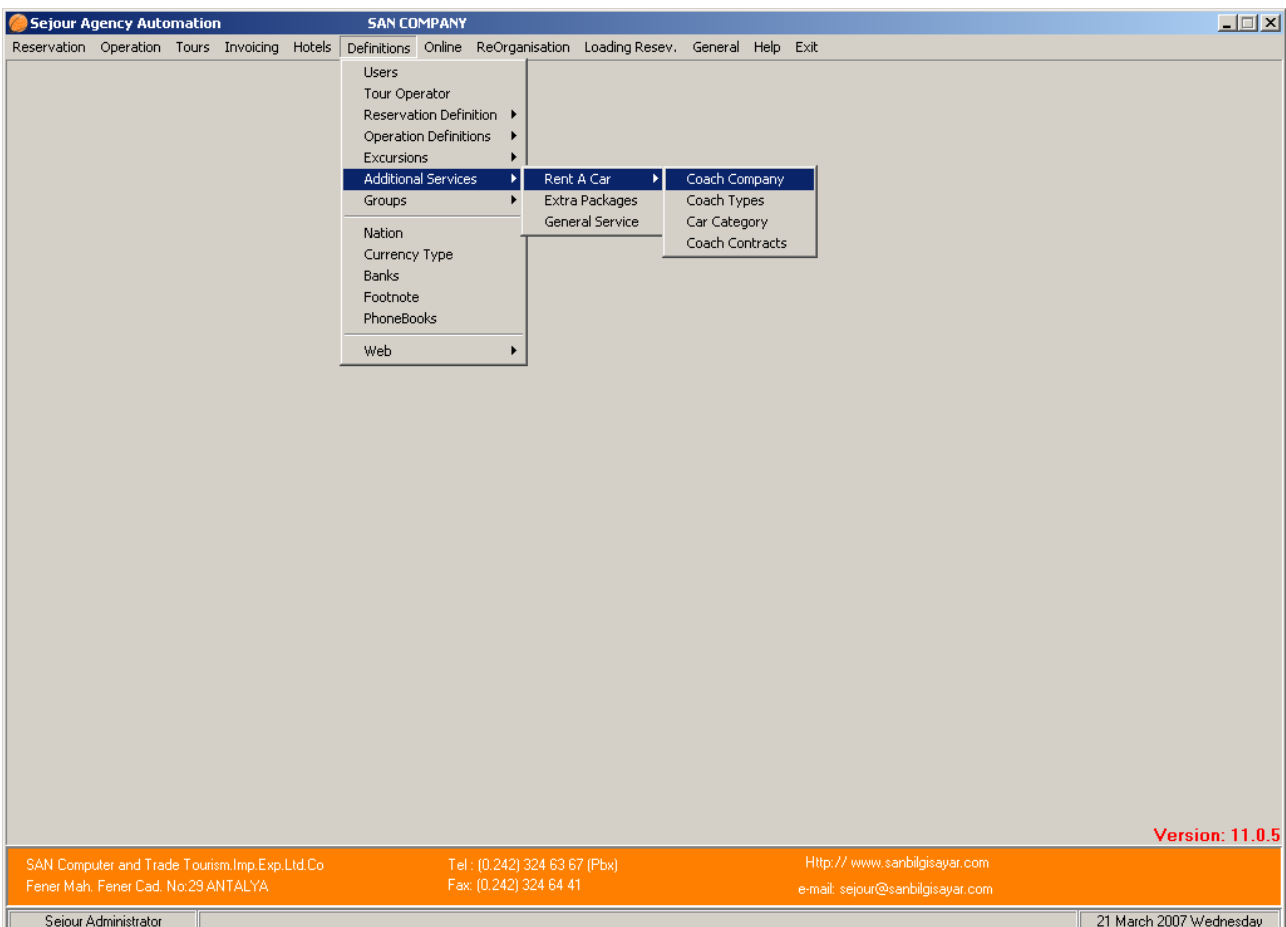 Sejour Agency Automation SAN COMPANY
Reservation Operation Tours Invoicing Hotels Definitions Online ReOrganisation Loading Resev. General Help Exit
Users
Tour Operator
Reservation Definition
Operation Definitions
Excursions
Additional Services
Groups
Nation
Currency Type
Banks
Footnote
PhoneBooks
Web
Rent A Car
Extra Packages
General Service
Coach Company
Coach Types
Car Category
Coach Contracts
Version: 11.0.5
SAN Computer and Trade Tourism.Imp.Exp.Ltd.Co Tel : (0.242) 324 63 67 (Pbx) Http:// www.sanbilgisayar.com
Fener Mah. Fener Cad. No:29 ANTALYA Fax: (0.242) 324 64 41 e-mail: sejour@sanbilgisayar.com
Sejour Administrator 21 March 2007 Wednesday